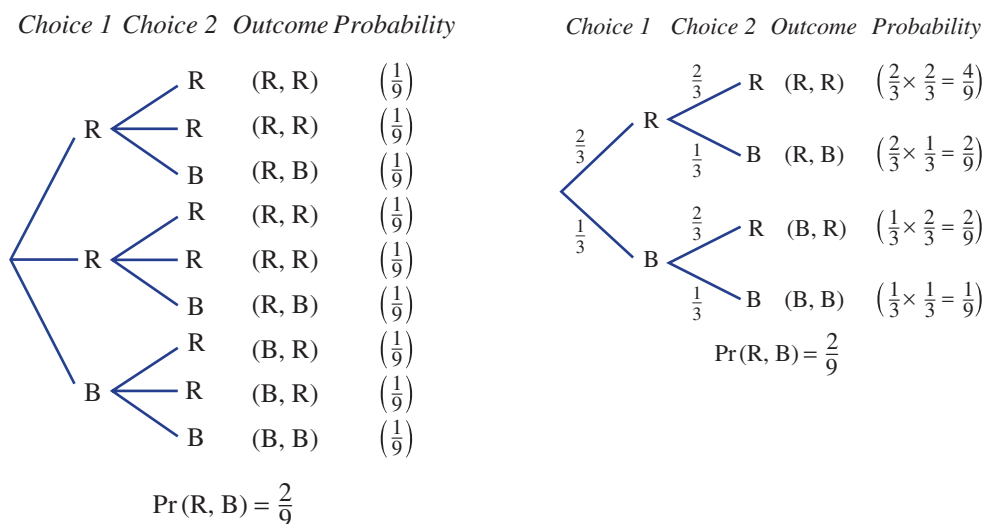 Choice 1 Choice 2 Outcome Probability
R (R, R) (1/9)
R R (R, R) (1/9)
B (R, B) (1/9)
R (R, R) (1/9)
R R (R, R) (1/9)
B (R, B) (1/9)
R (B, R) (1/9)
B R (B, R) (1/9)
B (B, B) (1/9)
Pr (R, B) = 2/9
Choice 1 Choice 2 Outcome Probability
2/3 R (R, R) (2/3 × 2/3 = 4/9)
2/3 R
1/3 B (R, B) (2/3 × 1/3 = 2/9)
2/3 R (B, R) (1/3 × 2/3 = 2/9)
1/3 B
1/3 B (B, B) (1/3 × 1/3 = 1/9)
Pr (R, B) = 2/9